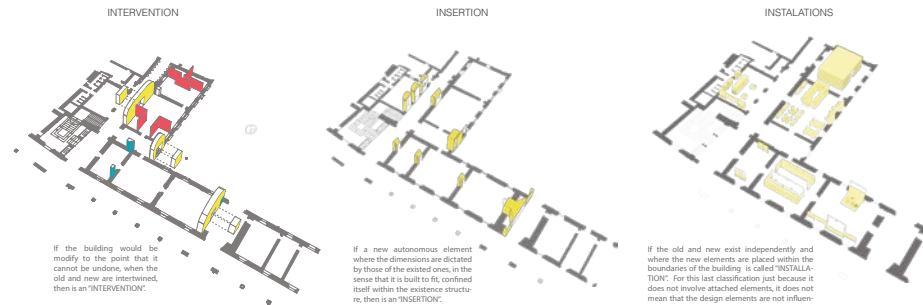 INTERVENTION
If the building would be
modify to the point that it
cannot be undone, when the
old and new are intertwined,
then is an "INTERVENTION".
INSERTION
If a new autonomous element
where the dimensions are dictated
by those of the existed ones, in the
sense that it is built to fit, confined
itself within the existence structu-
re, then is an "INSERTION".
INSTALATIONS
If the old and new exist independently and
where the new elements are placed within the
boundaries of the building is called "INSTALLA-
TION". For this last classification just because it
does not involve attached elements, it does not
mean that the design elements are not influen-